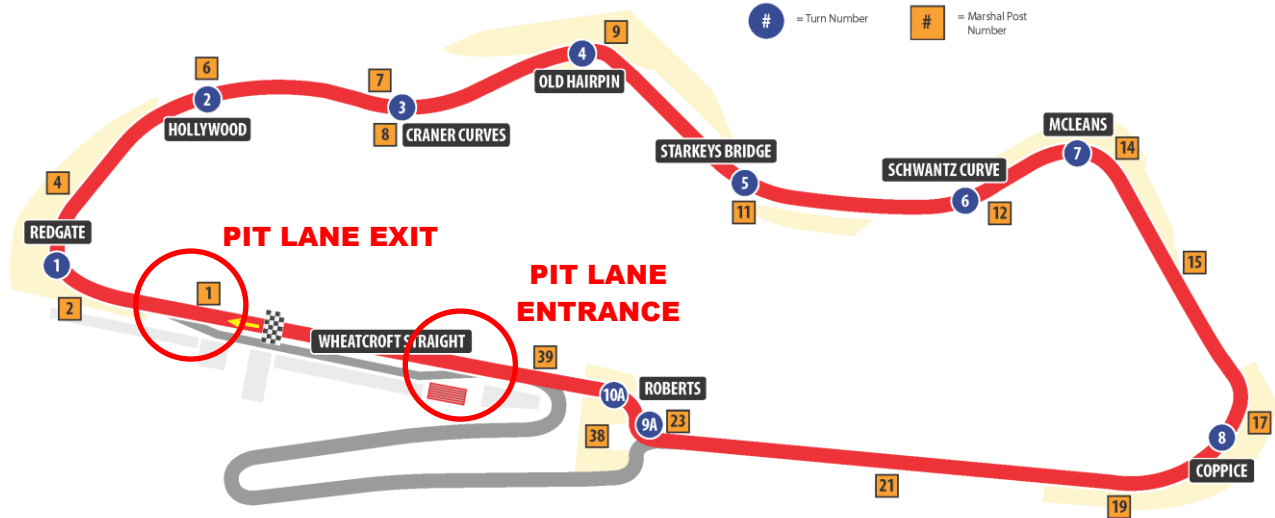 #
= Turn Number
#
= Marshal Post
Number
9
4
OLD HAIRPIN
6
2
HOLLYWOOD
7
3
8
CRANER CURVES
MCLEANS
7
14
STARKEYS BRIDGE
5
11
SCHWANTZ CURVE
6
12
4
REDGATE
1
2
PIT LANE EXIT
1
PIT LANE
ENTRANCE
WHEATCROFT STRAIGHT
39
10A
ROBERTS
9A
23
38
15
17
8
COPPICE
21
19